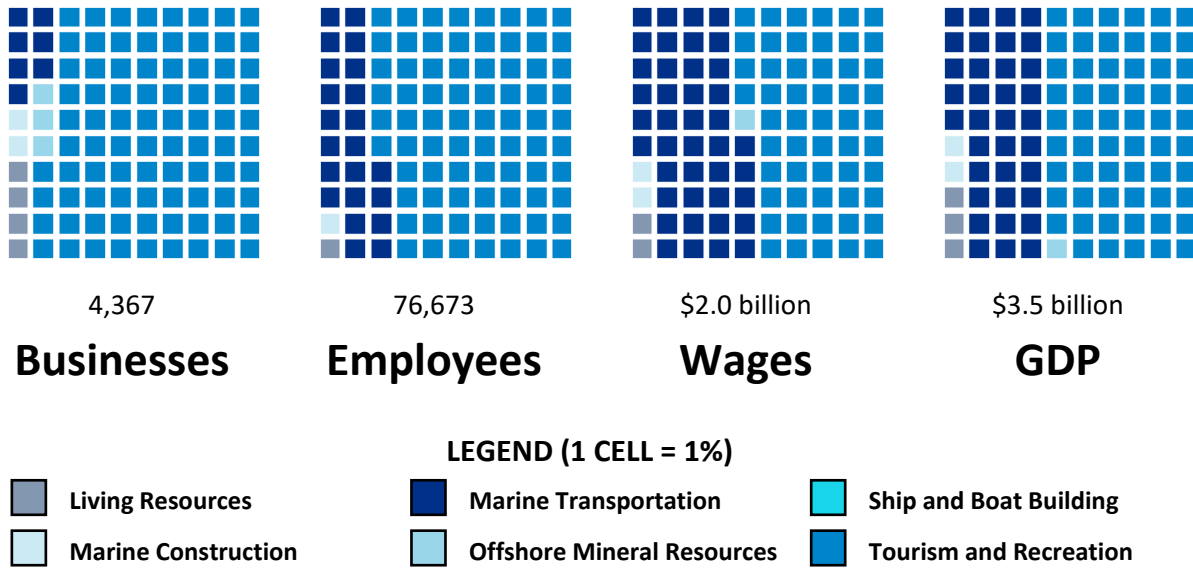 4,367 76,673 $2.0 billion $3.5 billion
Businesses Employees Wages GDP
LEGEND (1 CELL = 1%)
Living Resources Marine Transportation Ship and Boat Building
Marine Construction Offshore Mineral Resources Tourism and Recreation